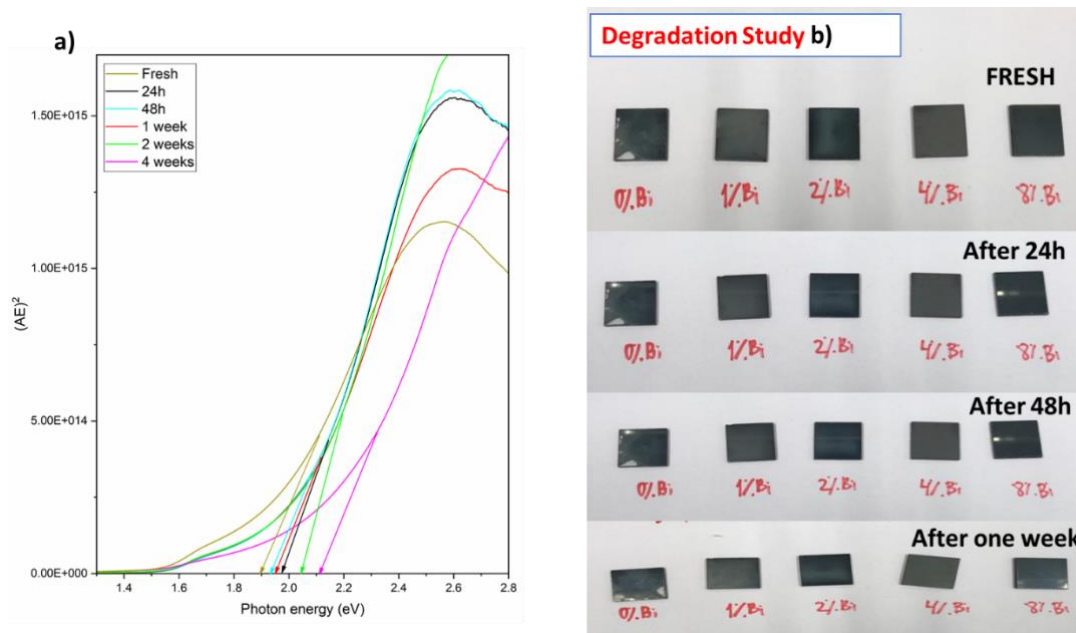 a)
Fresh
24h
48h
1 week
2 weeks
4 weeks
1.50E+015
1.00E+015
5.00E+014
0.00E+000
(AE)²
1.4 1.6 1.8 2.0 2.2 2.4 2.6 2.8
Photon energy (eV)
Degradation Study b)
FRESH
0%.Bi 1%.Bi 2%.Bi 4%.Bi 8%.Bi
After 24h
0%.Bi 1%.Bi 2%.Bi 4%.Bi 8%.Bi
After 48h
0%.Bi 1%.Bi 2%.Bi 4%.Bi 8%.Bi
After one week
0%.Bi 1%.Bi 2%.Bi 4%.Bi 8%.Bi